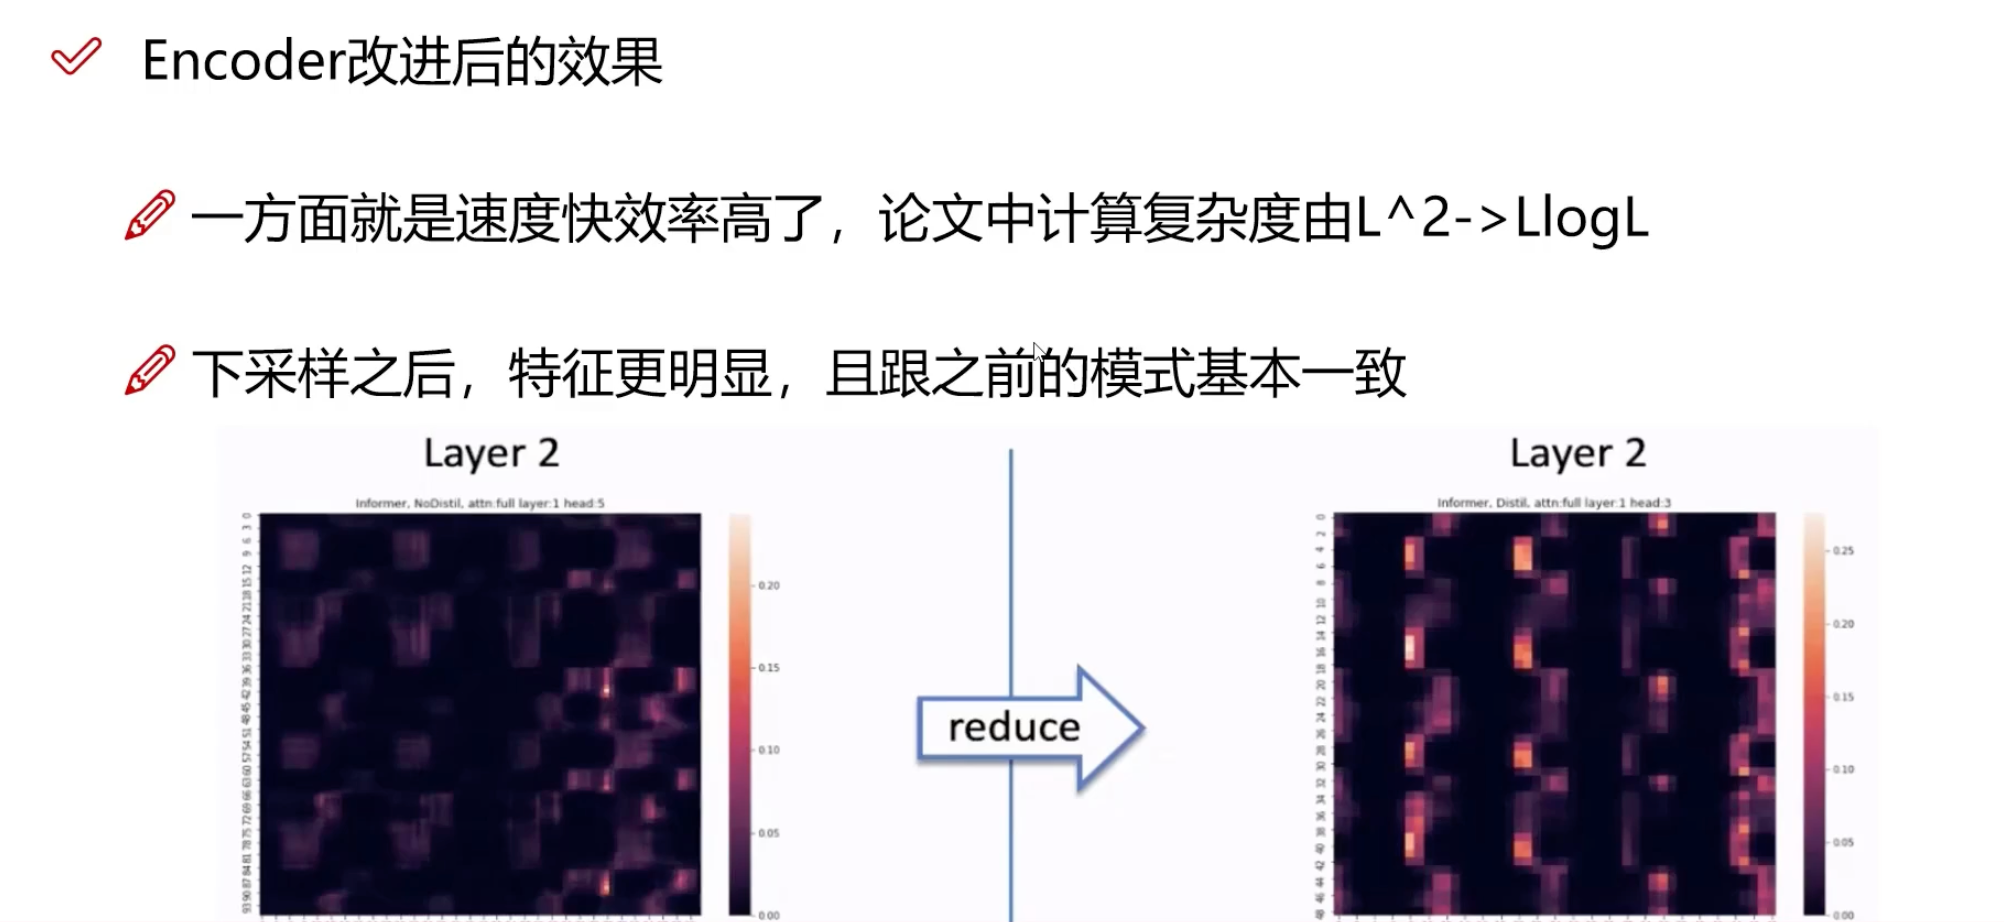 Encoder改进后的效果
一方面就是速度快效率高了，论文中计算复杂度由L^2->LlogL
下采样之后，特征更明显，且跟之前的模式基本一致
Layer 2
Layer 2
Informer, NoDistil, attn:full layer:1 head:5
Informer, Distil, attn:full layer:1 head:3
0.20
0.15
0.10
0.05
0.00
reduce
0.25
0.20
0.15
0.10
0.05
0.00